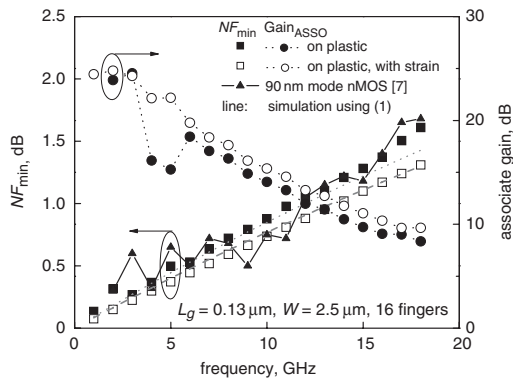 NFmin GainASSO
on plastic
on plastic, with strain
90 nm mode nMOS [7]
line: simulation using (1)
2.5
2.0
1.5
1.0
0.5
0
NFmin, dB
30
20
10
0
associate gain, dB
Lg = 0.13 μm, W = 2.5 μm, 16 fingers
0 5 10 15 20
frequency, GHz